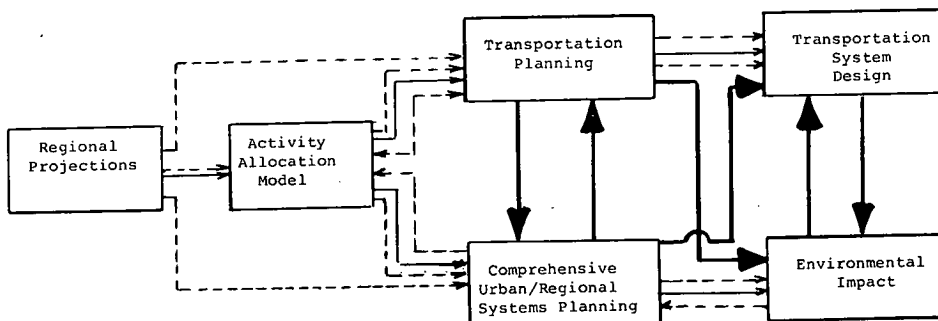 Regional
Projections
Activity
Allocation
Model
Transportation
Planning
Transportation
System
Design
Comprehensive
Urban/Regional
Systems Planning
Environmental
Impact